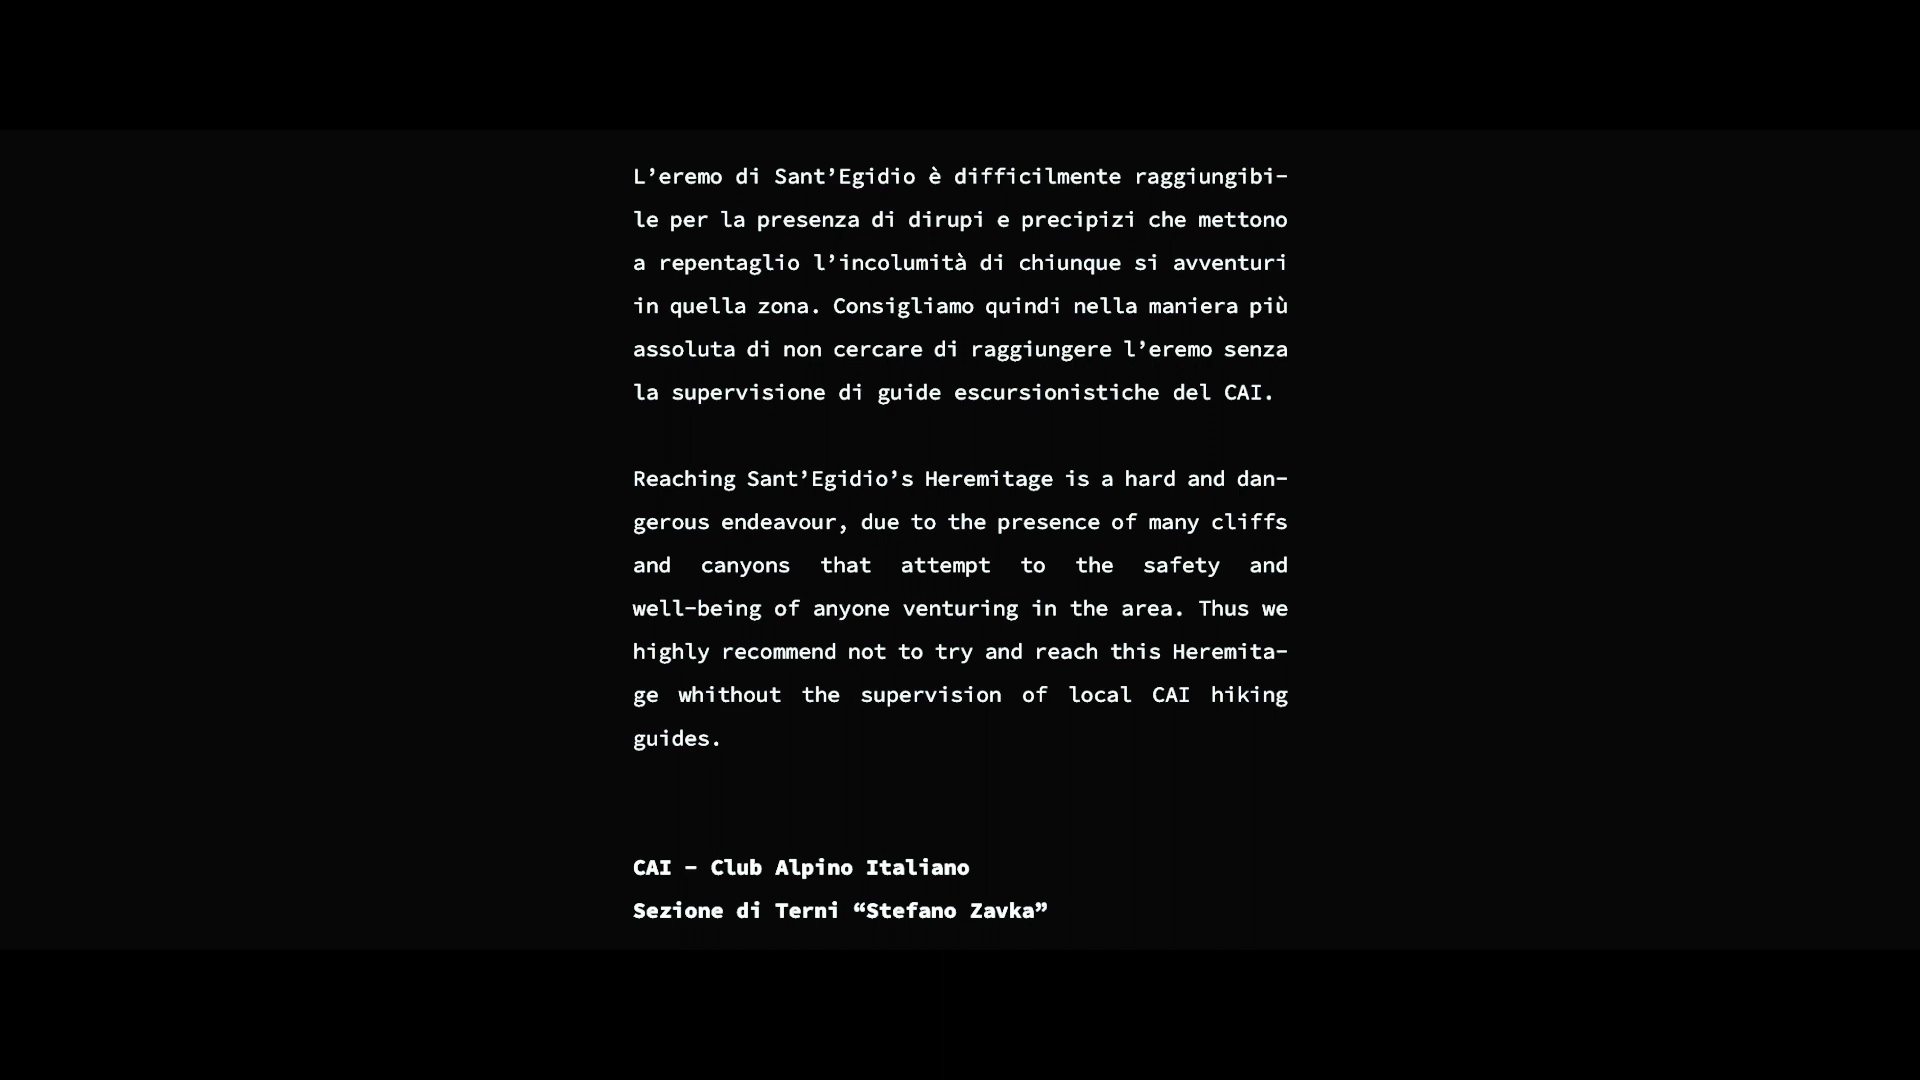 L’eremo di Sant’Egidio è difficilmente raggiungibi-
le per la presenza di dirupi e precipizi che mettono
a repentaglio l’incolumità di chiunque si avventuri
in quella zona. Consigliamo quindi nella maniera più
assoluta di non cercare di raggiungere l’eremo senza
la supervisione di guide escursionistiche del CAI.
Reaching Sant’Egidio’s Heremitage is a hard and dan-
gerous endeavour, due to the presence of many cliffs
and canyons that attempt to the safety and
well-being of anyone venturing in the area. Thus we
highly recommend not to try and reach this Heremita-
ge whithout the supervision of local CAI hiking
guides.
CAI - Club Alpino Italiano
Sezione di Terni “Stefano Zavka”